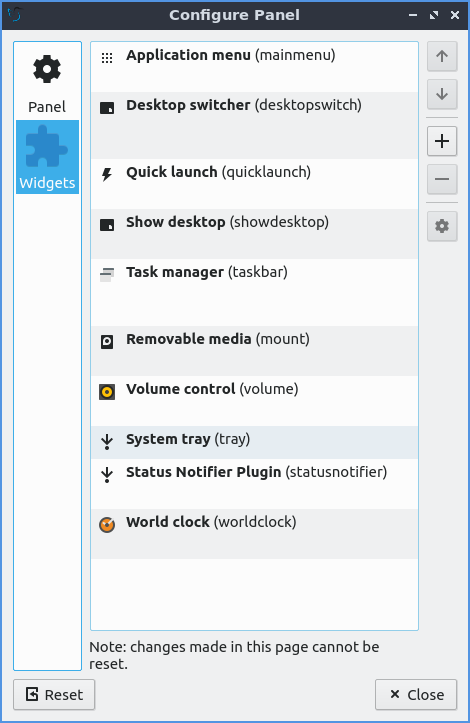 Configure Panel
Panel
Widgets
Application menu (mainmenu)
Desktop switcher (desktopswitch)
Quick launch (quicklaunch)
Show desktop (showdesktop)
Task manager (taskbar)
Removable media (mount)
Volume control (volume)
System tray (tray)
Status Notifier Plugin (statusnotifier)
World clock (worldclock)
Note: changes made in this page cannot be
reset.
Reset
Close